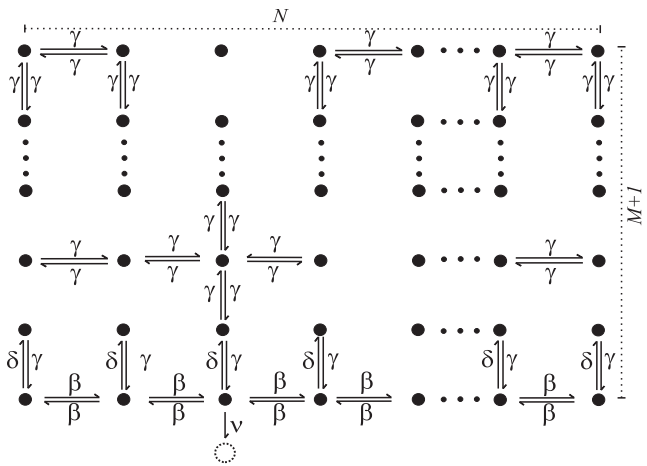 N
γ γ γ
γ γ γ
γ γ γ γ γ γ γ γ γ γ
M+1
γ γ
γ γ γ γ
γ γ γ γ
γ γ
δ γ δ γ δ γ δ γ δ γ δ γ
β β β β β
β β β β β
ν